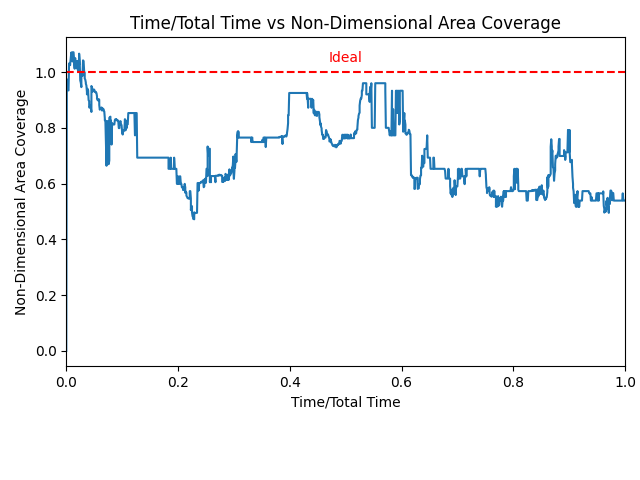 Time/Total Time vs Non-Dimensional Area Coverage
Ideal
Non-Dimensional Area Coverage
1.0
0.8
0.6
0.4
0.2
0.0
0.0 0.2 0.4 0.6 0.8 1.0
Time/Total Time